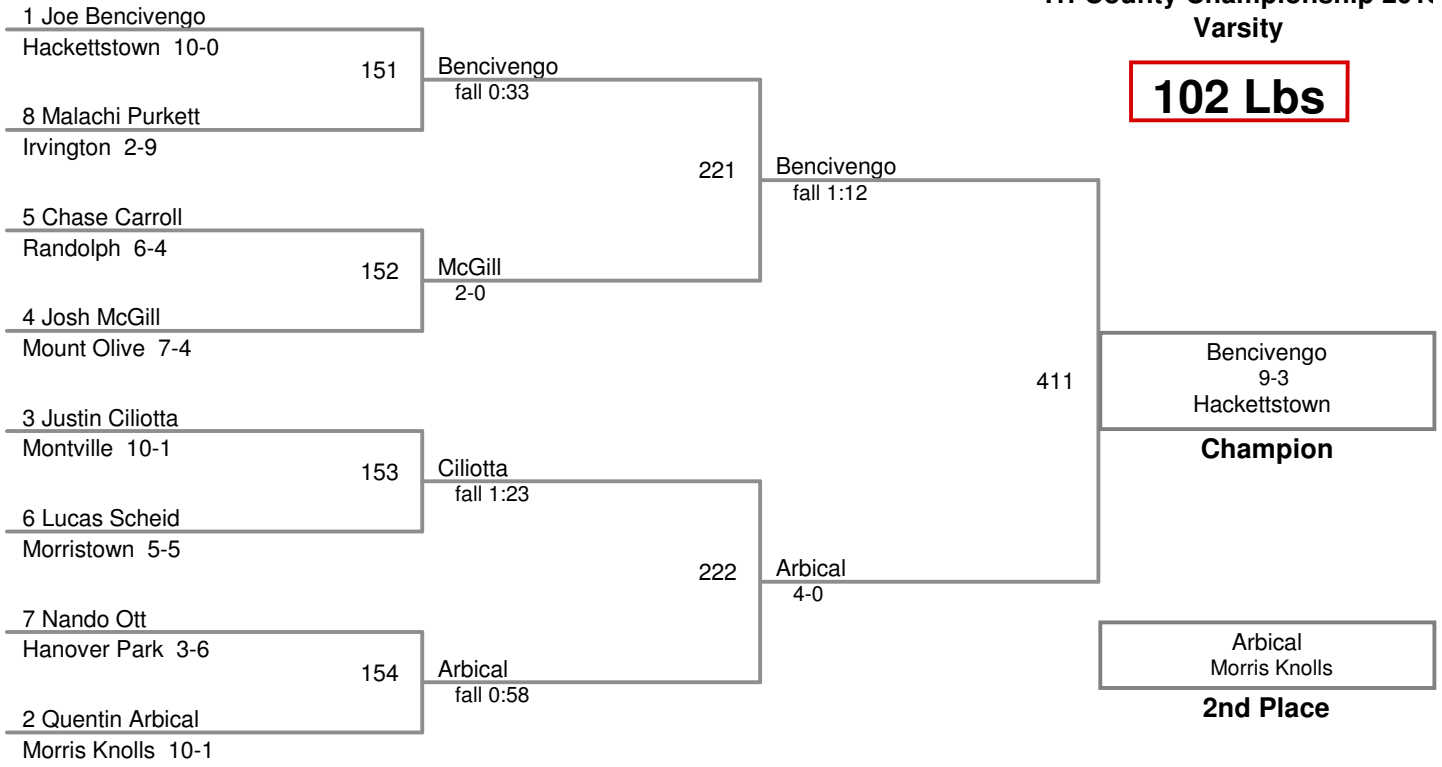 County Championship
Varsity
102 Lbs
1 Joe Bencivengo
Hackettstown 10-0
151
Bencivengo
fall 0:33
8 Malachi Purkett
Irvington 2-9
221
Bencivengo
fall 1:12
5 Chase Carroll
Randolph 6-4
152
McGill
2-0
4 Josh McGill
Mount Olive 7-4
411
Bencivengo
9-3
Hackettstown
Champion
3 Justin Ciliotta
Montville 10-1
153
Ciliotta
fall 1:23
6 Lucas Scheid
Morristown 5-5
222
Arbical
4-0
7 Nando Ott
Hanover Park 3-6
154
Arbical
fall 0:58
2 Quentin Arbical
Morris Knolls 10-1
Arbical
Morris Knolls
2nd Place